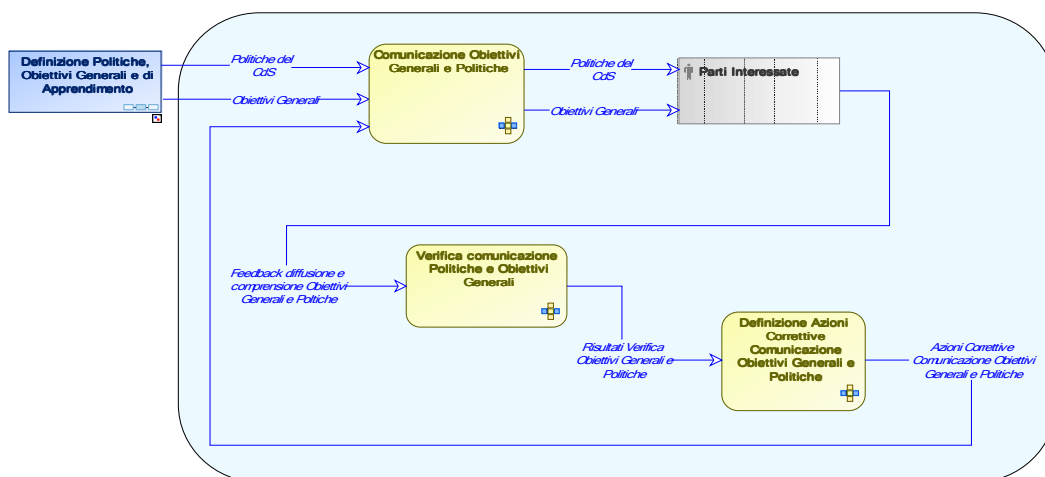 Definizione Politiche,
Obiettivi Generali e di
Apprendimento
Politiche del
CdS
Obiettivi Generali
Comunicazione Obiettivi
Generali e Politiche
Politiche del
CdS
Obiettivi Generali
Parti Interessate
Feedback diffusione e
comprensione Obiettivi
Generali e Poltiche
Verifica comunicazione
Politiche e Obiettivi
Generali
Risultati Verifica
Obiettivi Generali e
Politiche
Definizione Azioni
Correttive
Comunicazione
Obiettivi Generali e
Politiche
Azioni Correttive
Comunicazione Obiettivi
Generali e Politiche